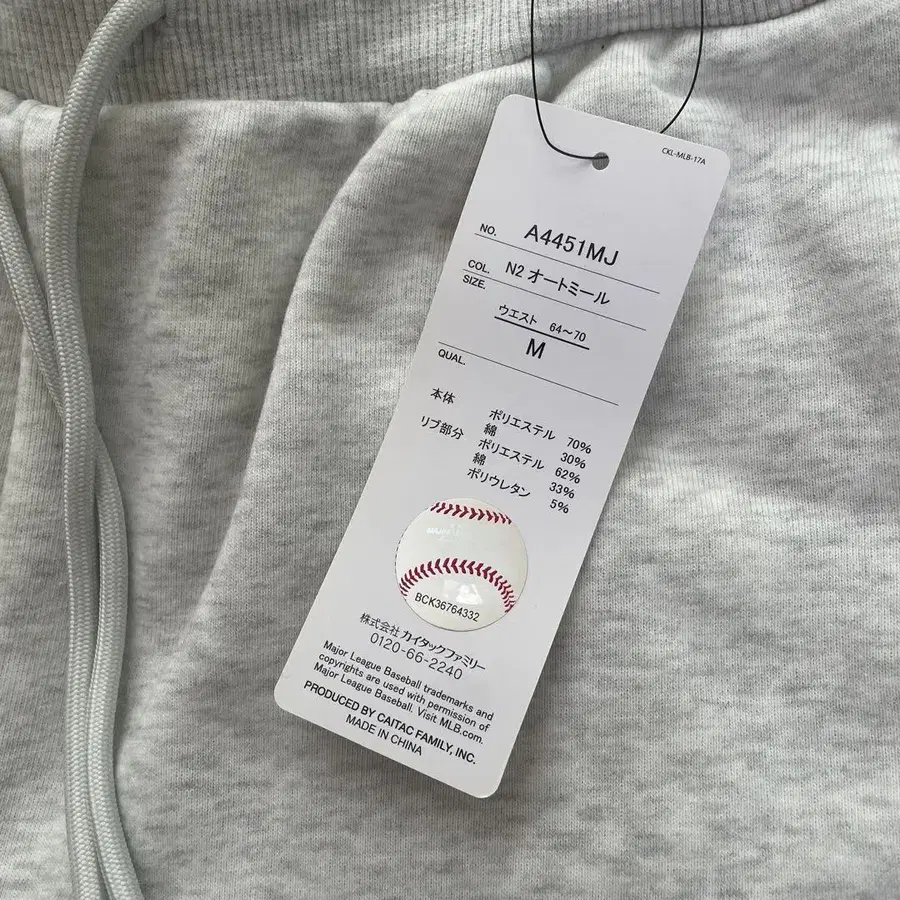 CKL-MLB-17A
NO. A4451MJ
COL. N2 オートミール
SIZE.
ウエスト 64～70
M
QUAL.
本体 ポリエステル 70%
綿 30%
リブ部分 ポリエステル 62%
綿 33%
ポリウレタン 5%
BCK36764332
株式会社 カイタックファミリー
0120-66-2240
Major League Baseball trademarks and
copyrights are used with permission of
Major League Baseball. Visit MLB.com.
PRODUCED BY CAITAC FAMILY, INC.
MADE IN CHINA